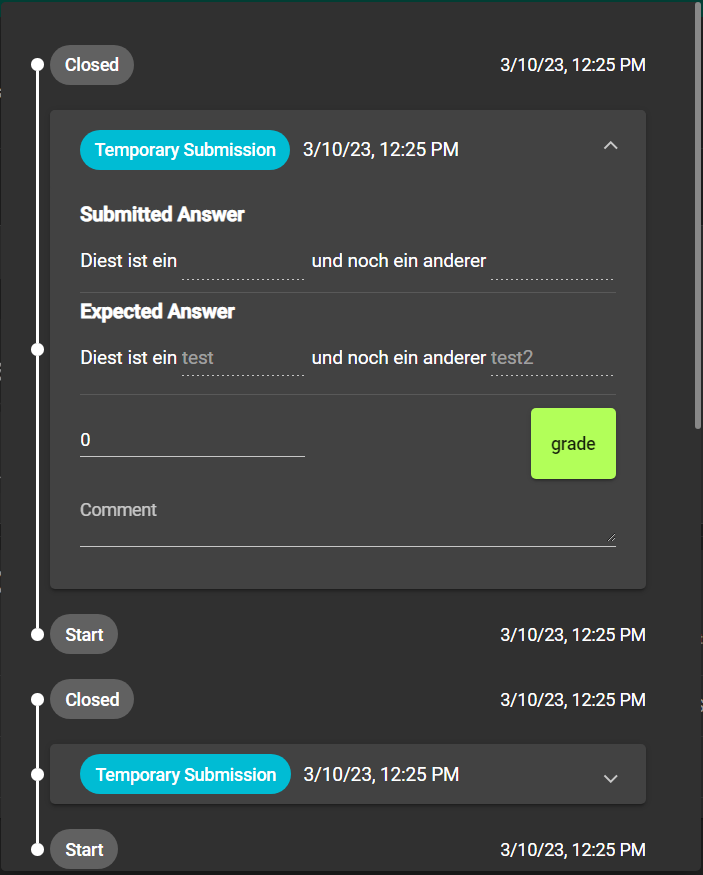 Closed 3/10/23, 12:25 PM
Temporary Submission 3/10/23, 12:25 PM
Submitted Answer
Diest ist ein und noch ein anderer
Expected Answer
Diest ist ein test und noch ein anderer test2
0 grade
Comment
Start 3/10/23, 12:25 PM
Closed 3/10/23, 12:25 PM
Temporary Submission 3/10/23, 12:25 PM
Start 3/10/23, 12:25 PM